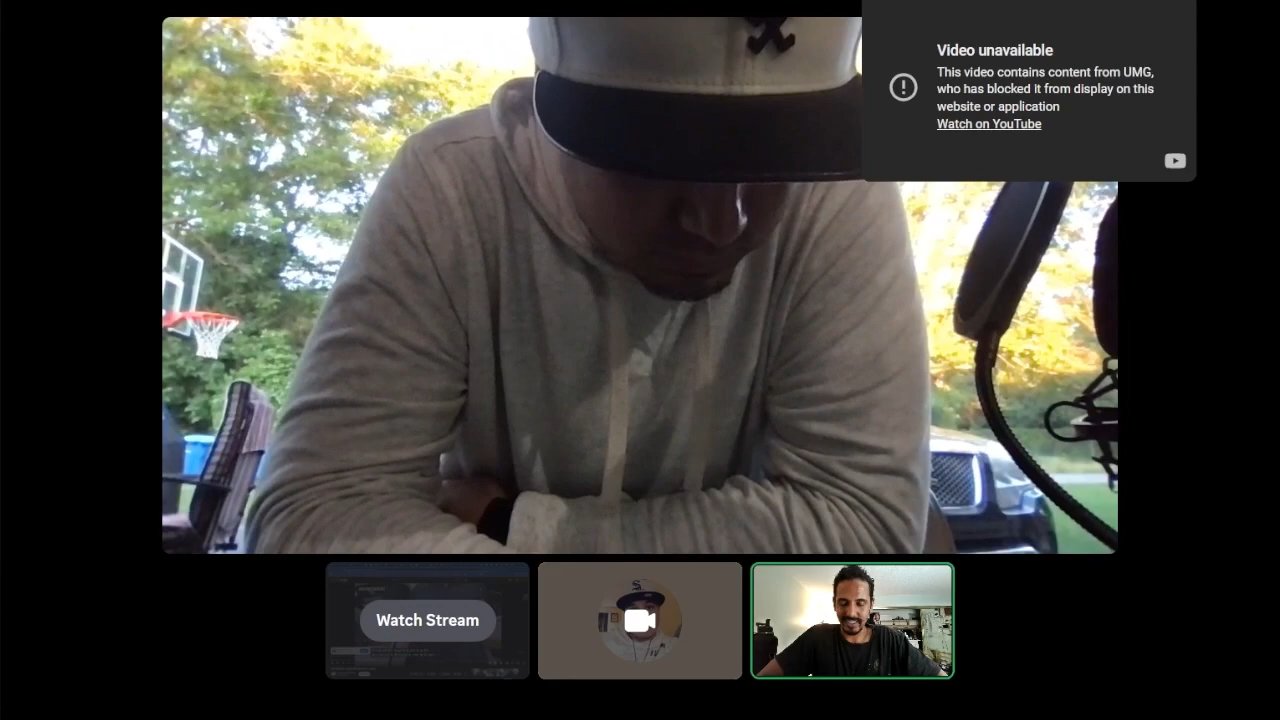 Video unavailable
This video contains content from UMG,
who has blocked it from display on this
website or application
Watch on YouTube
Watch Stream